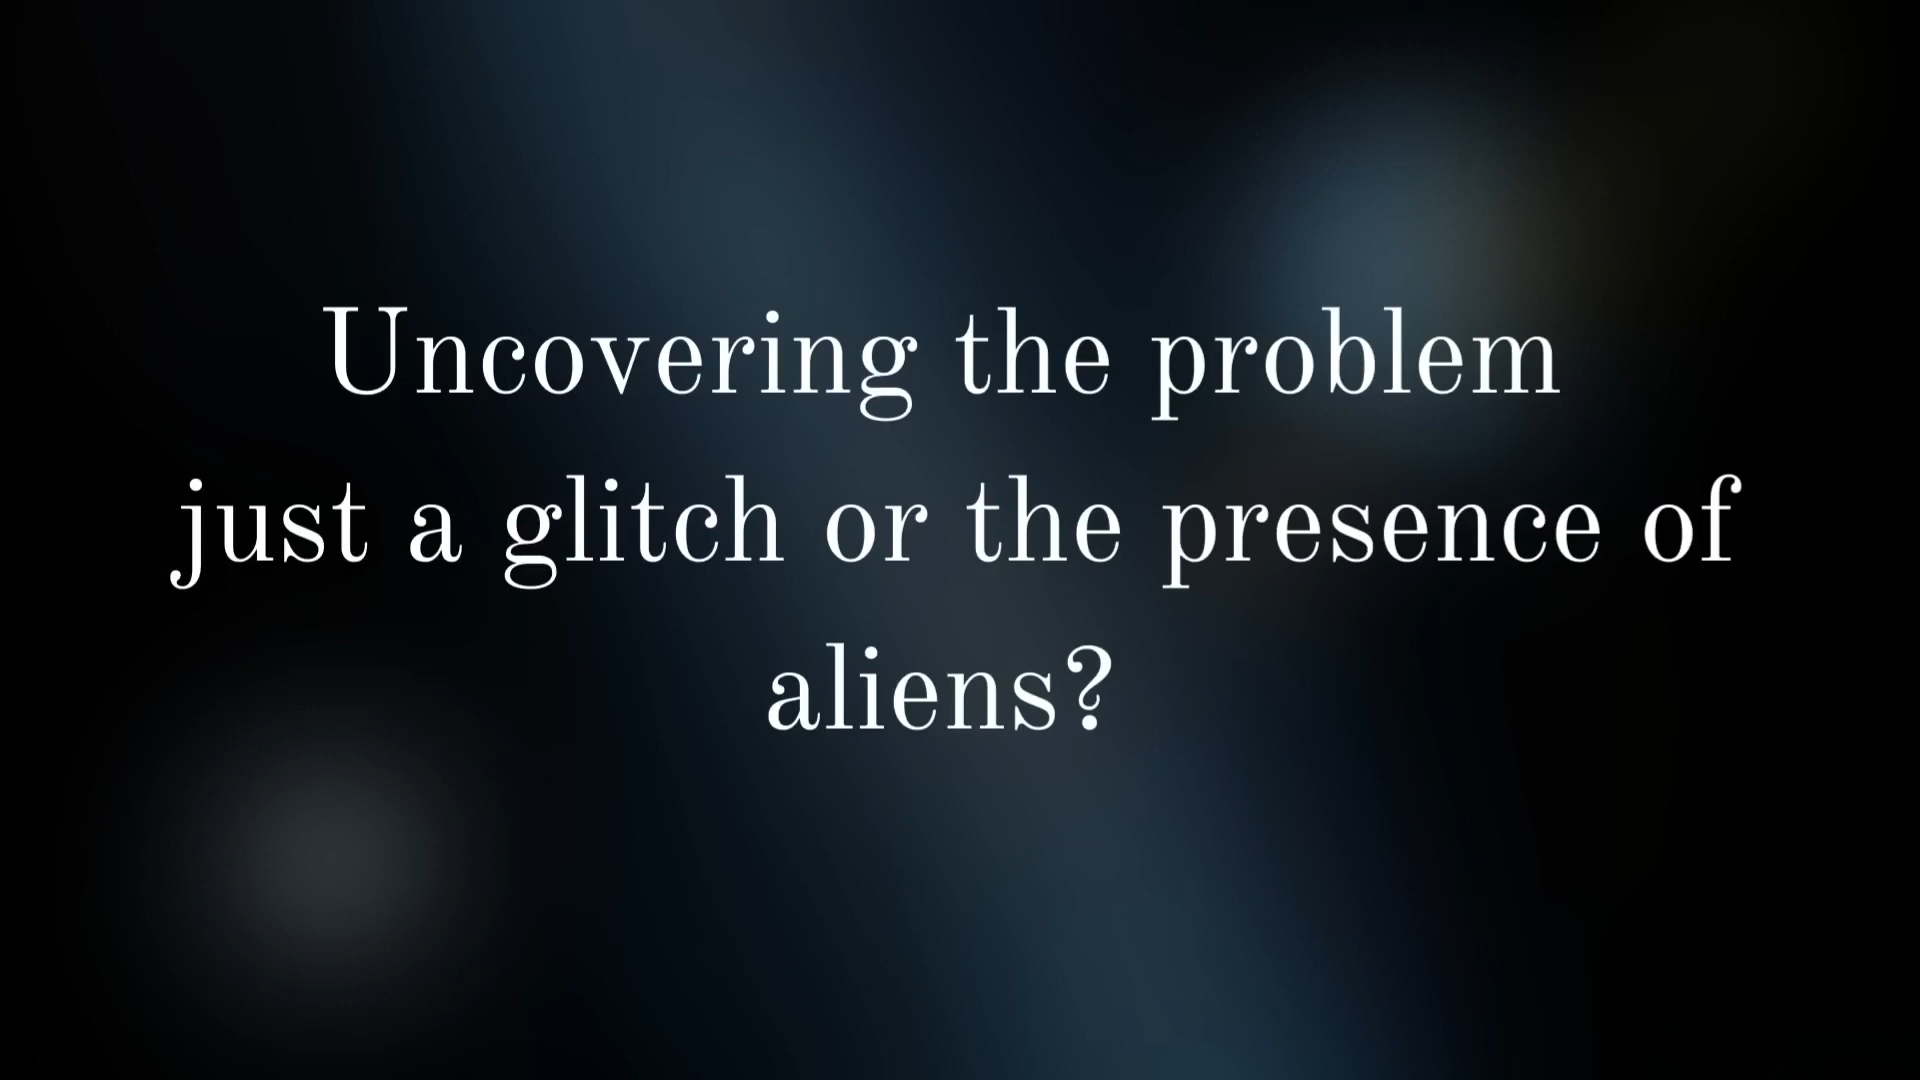 Uncovering the problem
just a glitch or the presence of
aliens?